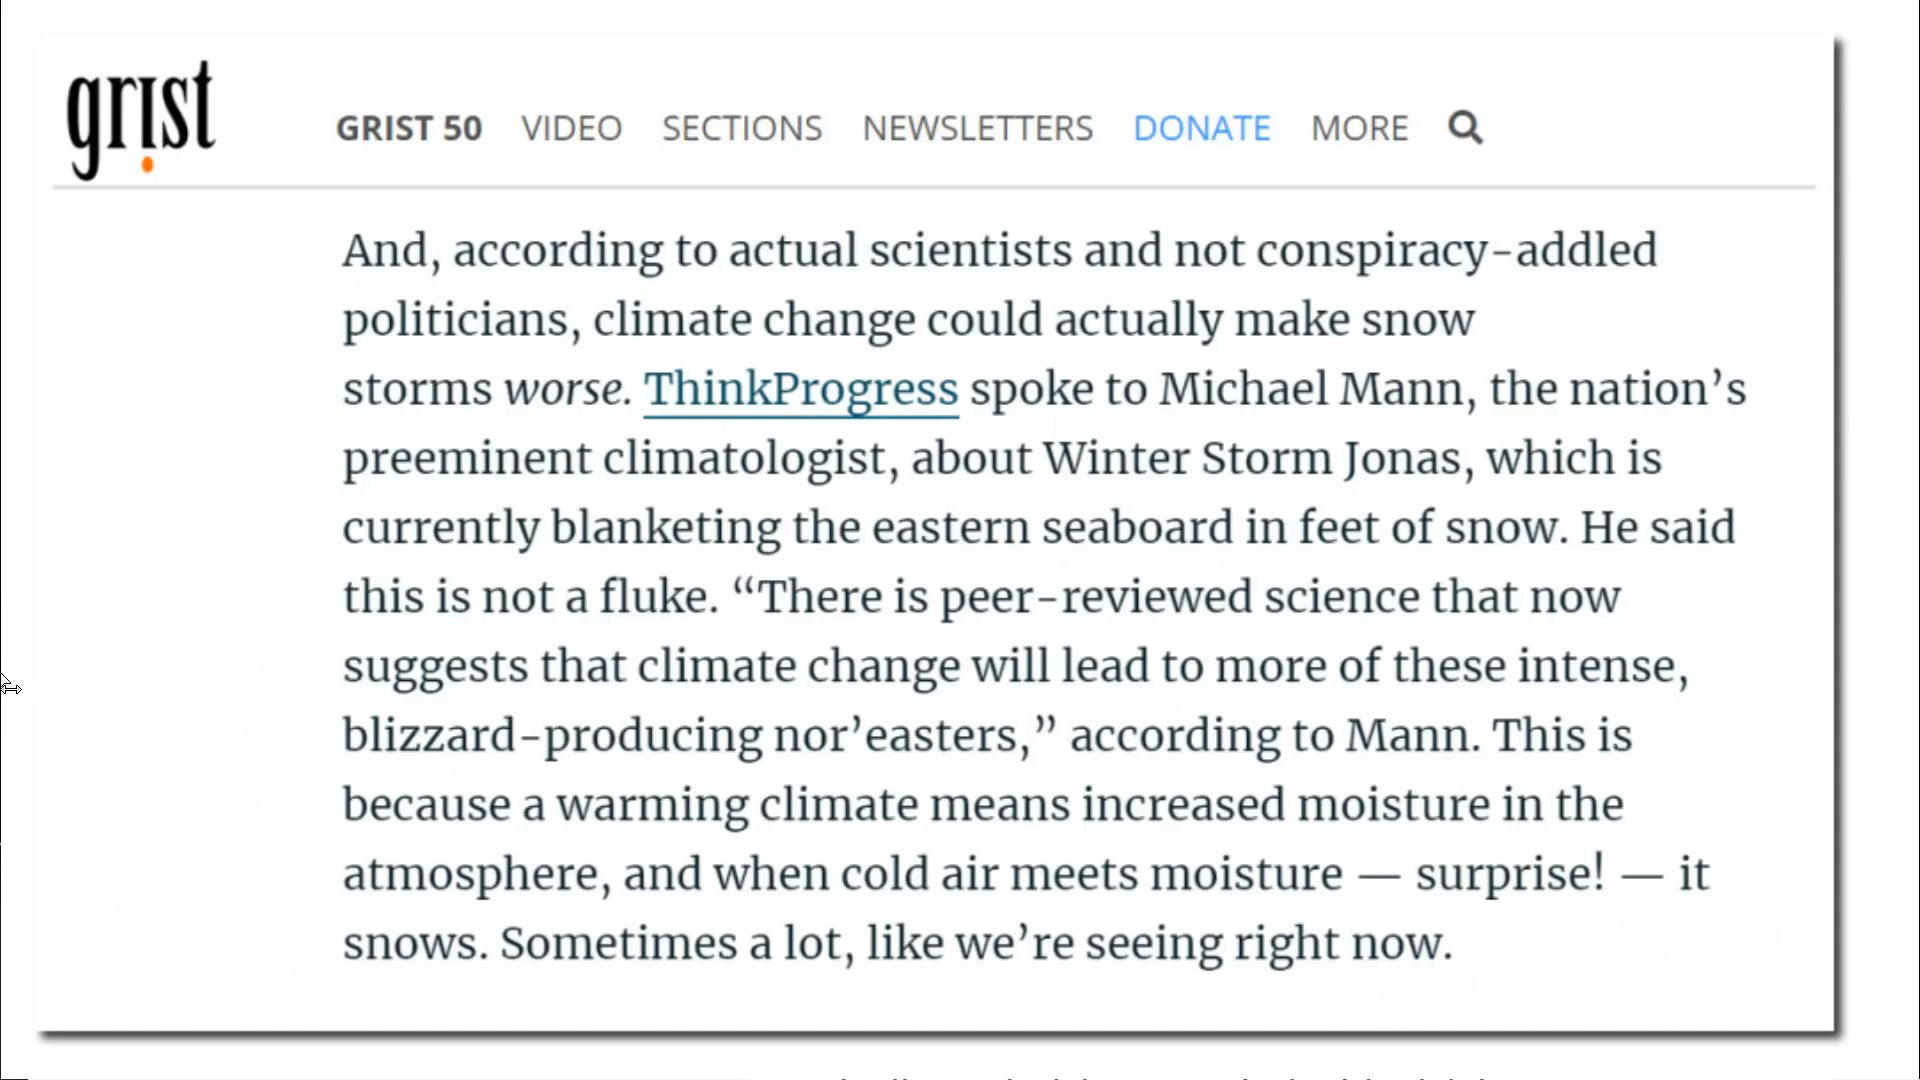 grist
GRIST 50 VIDEO SECTIONS NEWSLETTERS DONATE MORE
And, according to actual scientists and not conspiracy-addled
politicians, climate change could actually make snow
storms worse. ThinkProgress spoke to Michael Mann, the nation’s
preeminent climatologist, about Winter Storm Jonas, which is
currently blanketing the eastern seaboard in feet of snow. He said
this is not a fluke. “There is peer-reviewed science that now
suggests that climate change will lead to more of these intense,
blizzard-producing nor’easters,” according to Mann. This is
because a warming climate means increased moisture in the
atmosphere, and when cold air meets moisture — surprise! — it
snows. Sometimes a lot, like we’re seeing right now.